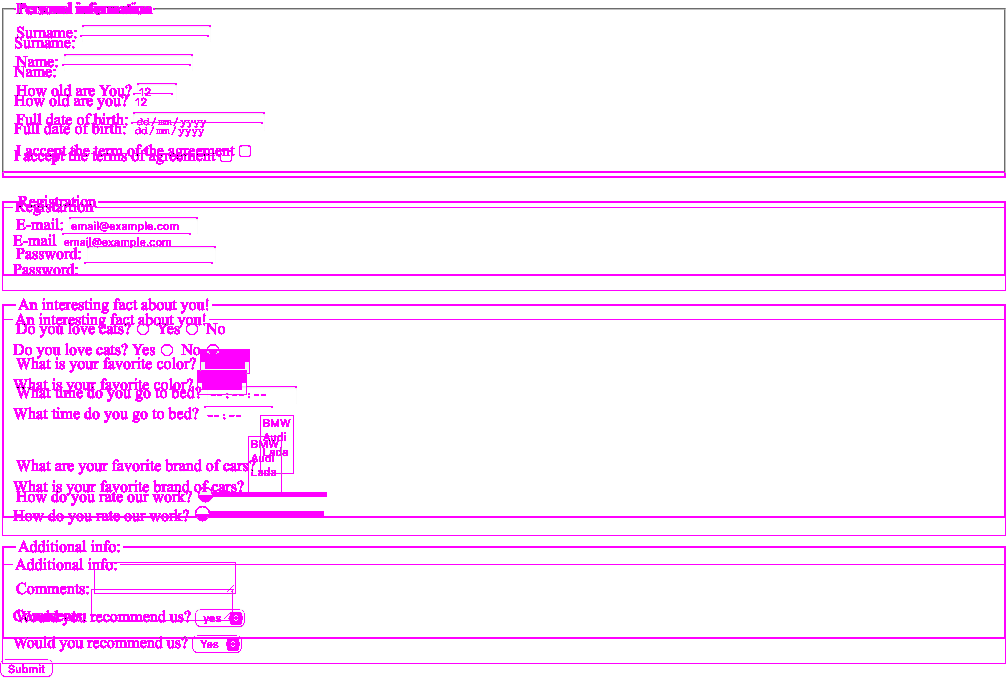 Personal information
Surname:
Surname:
Name:
Name:
How old are You? 12
How old are you? 12
Full date of birth: dd/mm/yyyy
Full date of birth: dd/mm/yyyy
I accept the term of the agreement
I accept the terms of agreement
Registration
Registartion
E-mail: email@example.com
E-mail email@example.com
Password:
Password:
An interesting fact about you!
An interesting fact about you!
Do you love cats? Yes No
Do you love cats? Yes No
What is your favorite color?
What is your favorite color?
What time do you go to bed? --:--:--
What time do you go to bed? --:--
BMW
Audi
Lada
BMW
Audi
Lada
What are your favorite brand of cars?
What is your favorite brand of cars?
How do you rate our work?
How do you rate our work?
Additional info:
Additional info:
Comments:
Comments:
Would you recommend us? yes
Would you recommend us? Yes
Submit